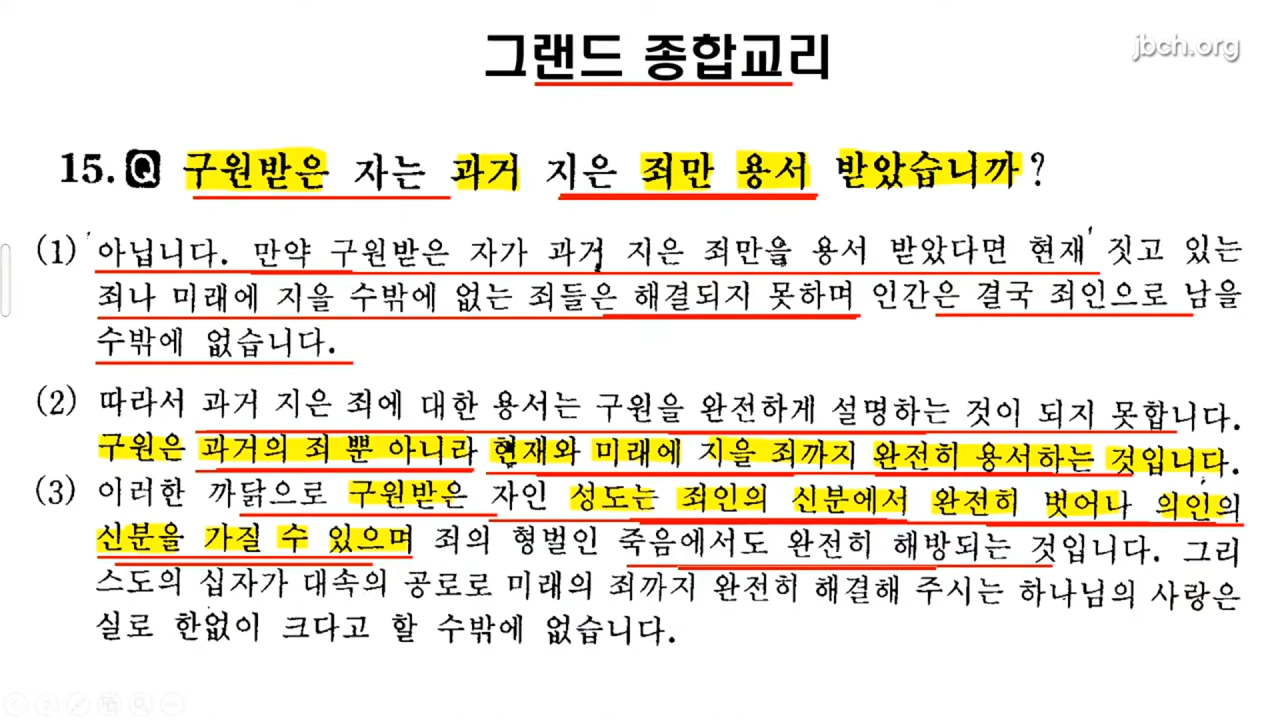 그랜드 종합교리
jbch.org
15. Q 구원받은 자는 과거 지은 죄만 용서 받았습니까?
(1) 아닙니다. 만약 구원받은 자가 과거 지은 죄만을 용서 받았다면 현재 짓고 있는
죄나 미래에 지을 수밖에 없는 죄들은 해결되지 못하며 인간은 결국 죄인으로 남을
수밖에 없습니다.
(2) 따라서 과거 지은 죄에 대한 용서는 구원을 완전하게 설명하는 것이 되지 못합니다.
구원은 과거의 죄 뿐 아니라 현재와 미래에 지을 죄까지 완전히 용서하는 것입니다.
(3) 이러한 까닭으로 구원받은 자인 성도는 죄인의 신분에서 완전히 벗어나 의인의
신분을 가질 수 있으며 죄의 형벌인 죽음에서도 완전히 해방되는 것입니다. 그리
스도의 십자가 대속의 공로로 미래의 죄까지 완전히 해결해 주시는 하나님의 사랑은
실로 한없이 크다고 할 수밖에 없습니다.